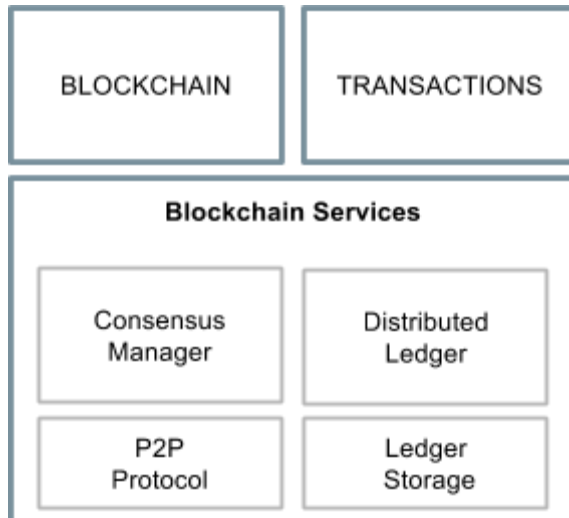 BLOCKCHAIN
TRANSACTIONS
Blockchain Services
Consensus
Manager
Distributed
Ledger
P2P
Protocol
Ledger
Storage